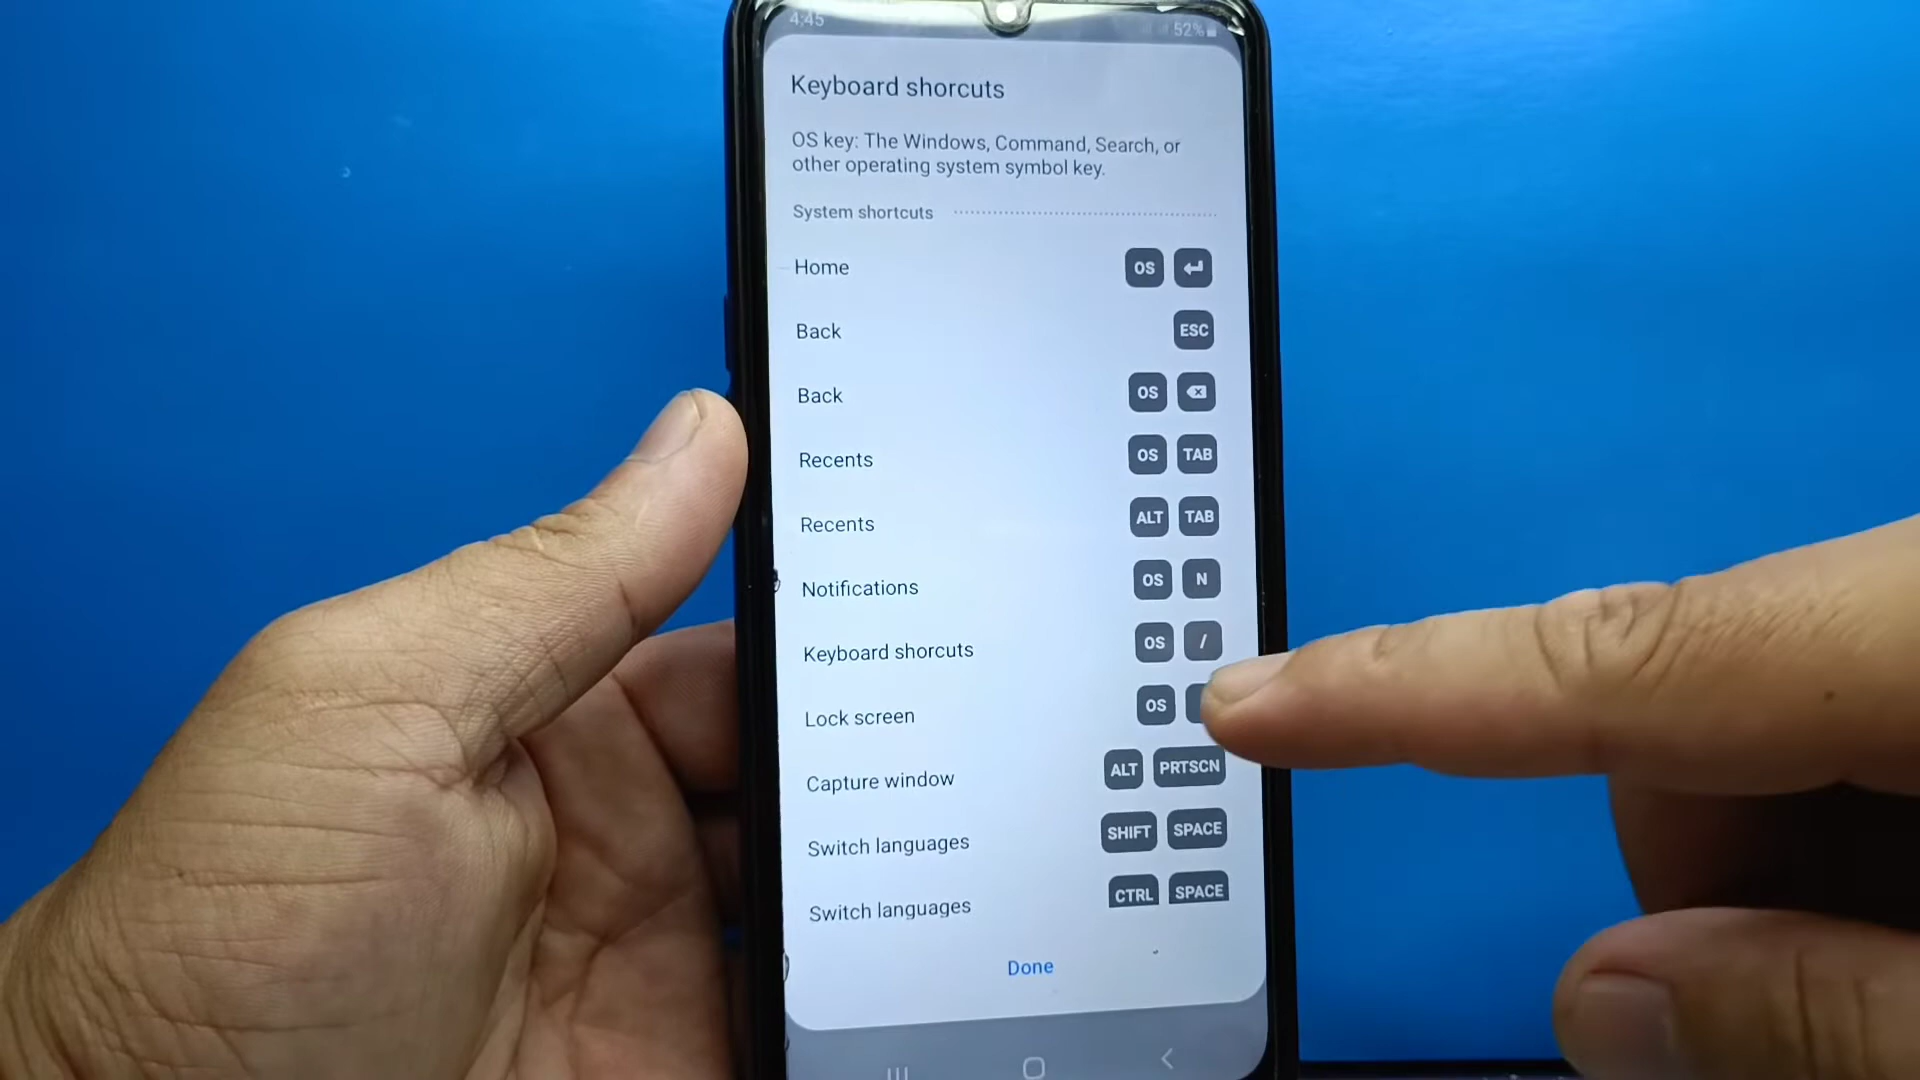 4:45 52%
Keyboard shorcuts
OS key: The Windows, Command, Search, or
other operating system symbol key.
System shortcuts
Home OS
Back ESC
Back OS
Recents OS TAB
Recents ALT TAB
Notifications OS N
Keyboard shorcuts OS /
Lock screen OS
Capture window ALT PRTSCN
Switch languages SHIFT SPACE
Switch languages CTRL SPACE
Done